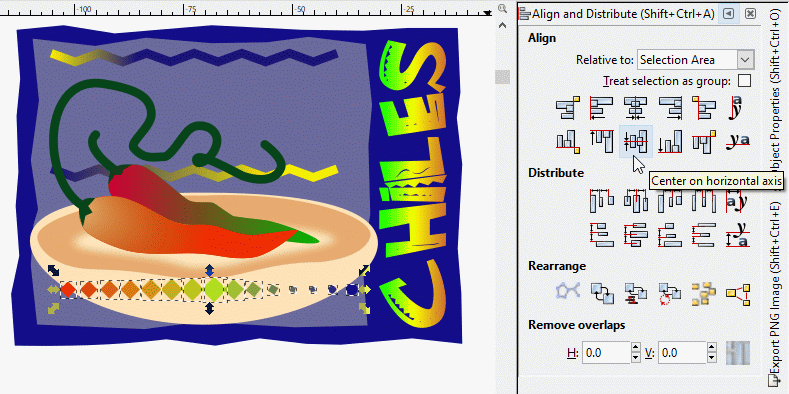 -100
-75
-50
-25
CHILES
Align and Distribute (Shift+Ctrl+A)
Align
Relative to: Selection Area
Treat selection as group:
a
y
ya
Center on horizontal axis
Distribute
ay
y
a
Rearrange
Remove overlaps
H: 0.0 V: 0.0
Object Properties (Shift+Ctrl+O)
Export PNG Image (Shift+Ctrl+E)